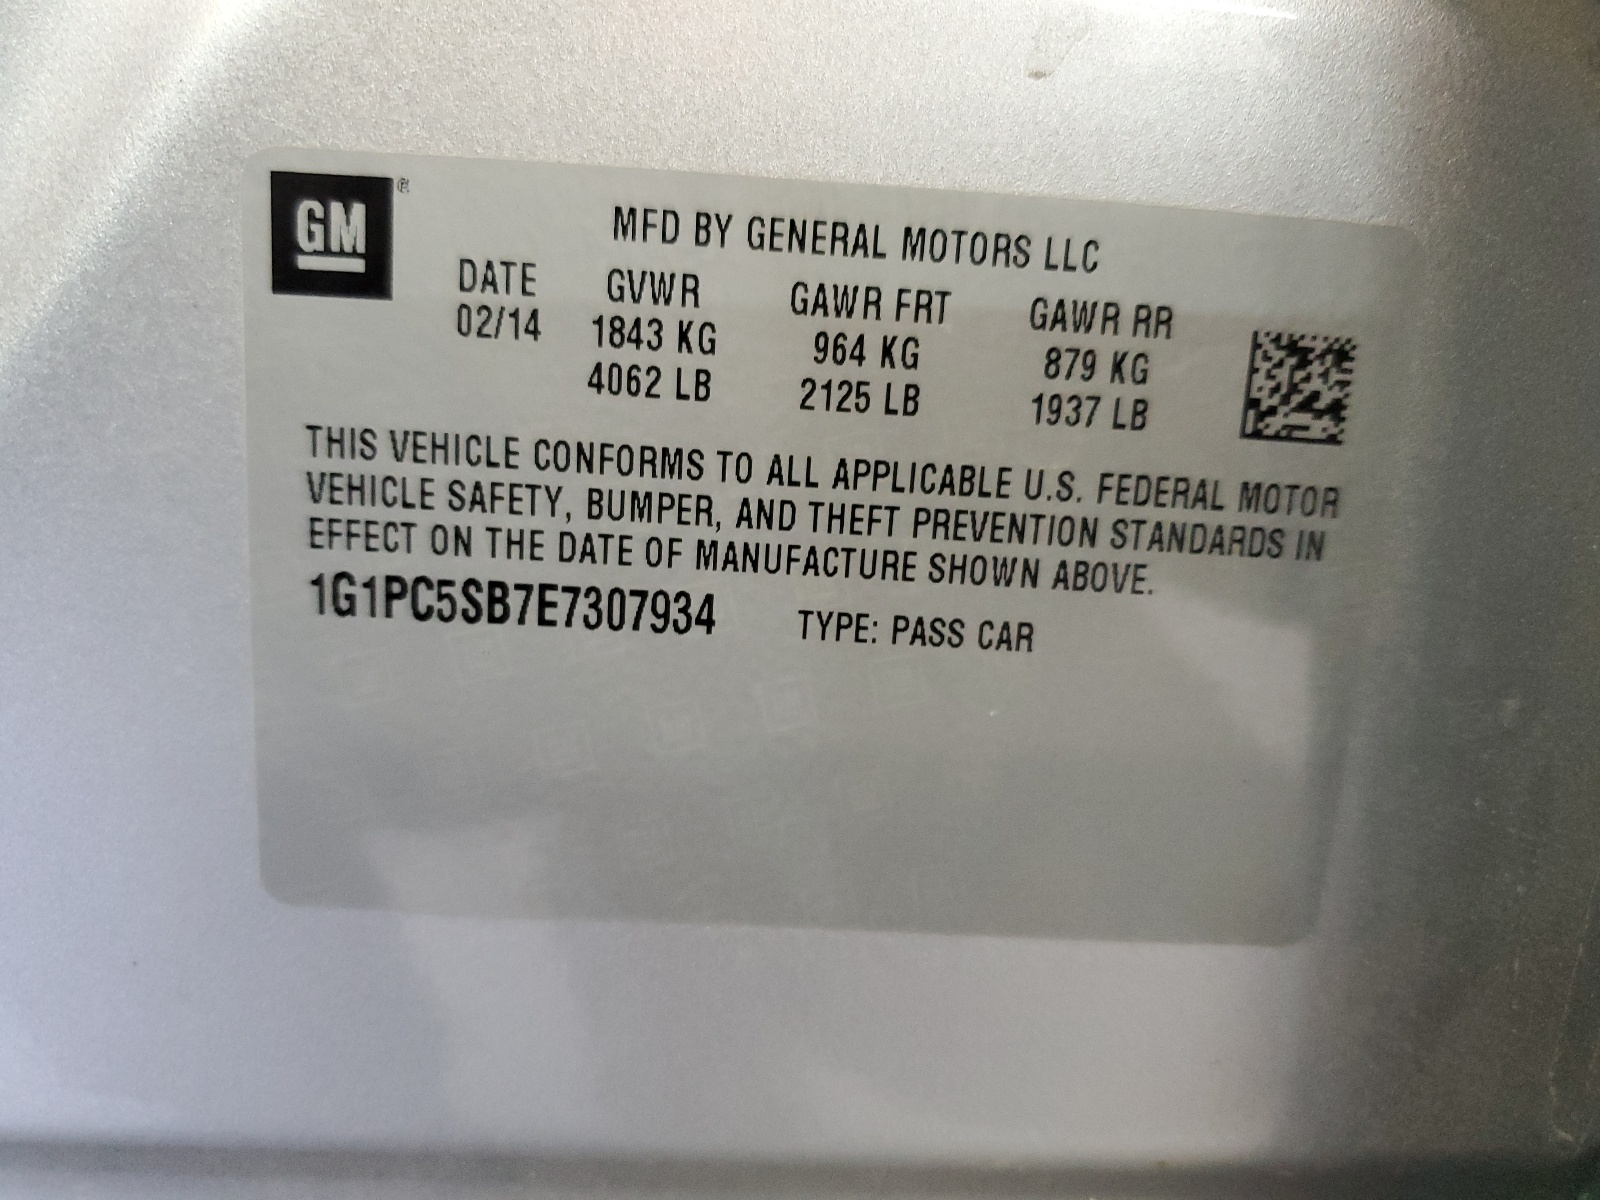 GM ®
MFD BY GENERAL MOTORS LLC
DATE GVWR GAWR FRT GAWR RR
02/14 1843 KG 964 KG 879 KG
4062 LB 2125 LB 1937 LB
THIS VEHICLE CONFORMS TO ALL APPLICABLE U.S. FEDERAL MOTOR
VEHICLE SAFETY, BUMPER, AND THEFT PREVENTION STANDARDS IN
EFFECT ON THE DATE OF MANUFACTURE SHOWN ABOVE.
1G1PC5SB7E7307934 TYPE: PASS CAR